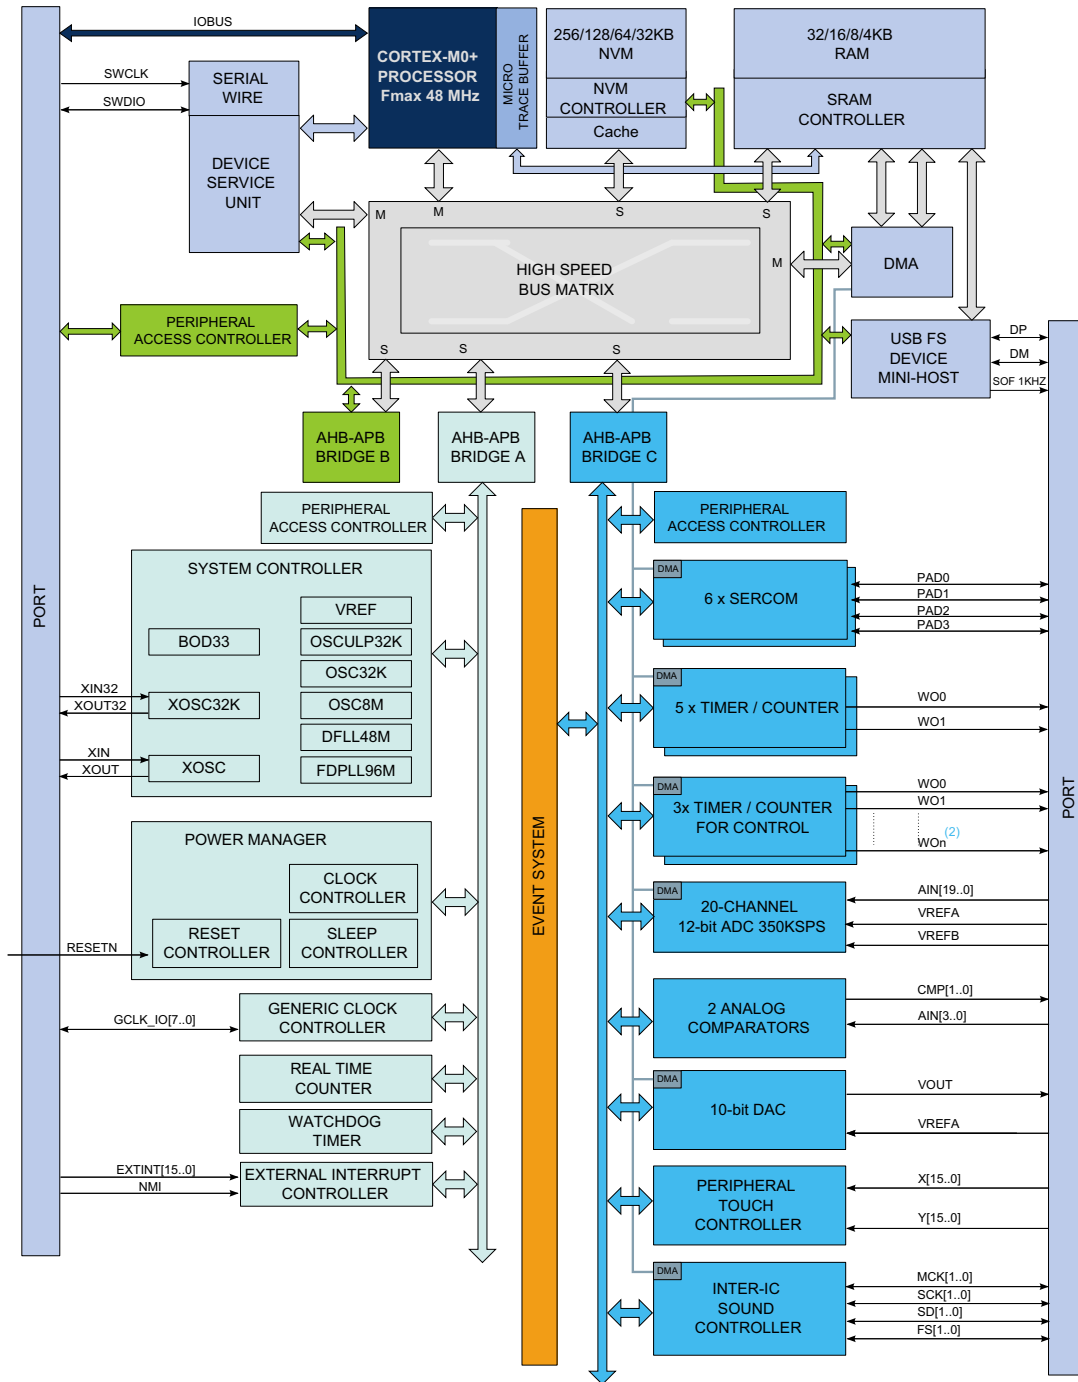 IOBUS
CORTEX-M0+
PROCESSOR
Fmax 48 MHz
MICRO
TRACE BUFFER
256/128/64/32KB
NVM
NVM
CONTROLLER
Cache
32/16/8/4KB
RAM
SRAM
CONTROLLER
SWCLK
SWDIO
SERIAL
WIRE
DEVICE
SERVICE
UNIT
M
M
S
S
M
HIGH SPEED
BUS MATRIX
S
S
S
DMA
PERIPHERAL
ACCESS CONTROLLER
USB FS
DEVICE
MINI-HOST
DP
DM
SOF 1KHZ
AHB-APB
BRIDGE B
AHB-APB
BRIDGE A
AHB-APB
BRIDGE C
PERIPHERAL
ACCESS CONTROLLER
PERIPHERAL
ACCESS CONTROLLER
PORT
SYSTEM CONTROLLER
VREF
BOD33
OSCULP32K
OSC32K
XIN32
XOUT32
XOSC32K
OSC8M
DFLL48M
XIN
XOUT
XOSC
FDPLL96M
POWER MANAGER
CLOCK
CONTROLLER
RESETN
RESET
CONTROLLER
SLEEP
CONTROLLER
GCLK_IO[7..0]
GENERIC CLOCK
CONTROLLER
REAL TIME
COUNTER
WATCHDOG
TIMER
EXTINT[15..0]
NMI
EXTERNAL INTERRUPT
CONTROLLER
EVENT SYSTEM
DMA
6 x SERCOM
PAD0
PAD1
PAD2
PAD3
DMA
5 x TIMER / COUNTER
WO0
WO1
DMA
3x TIMER / COUNTER
FOR CONTROL
WO0
WO1
(2)
WOn
DMA
20-CHANNEL
12-bit ADC 350KSPS
AIN[19..0]
VREFA
VREFB
2 ANALOG
COMPARATORS
CMP[1..0]
AIN[3..0]
DMA
10-bit DAC
VOUT
VREFA
PERIPHERAL
TOUCH
CONTROLLER
X[15..0]
Y[15..0]
DMA
INTER-IC
SOUND
CONTROLLER
MCK[1..0]
SCK[1..0]
SD[1..0]
FS[1..0]
PORT